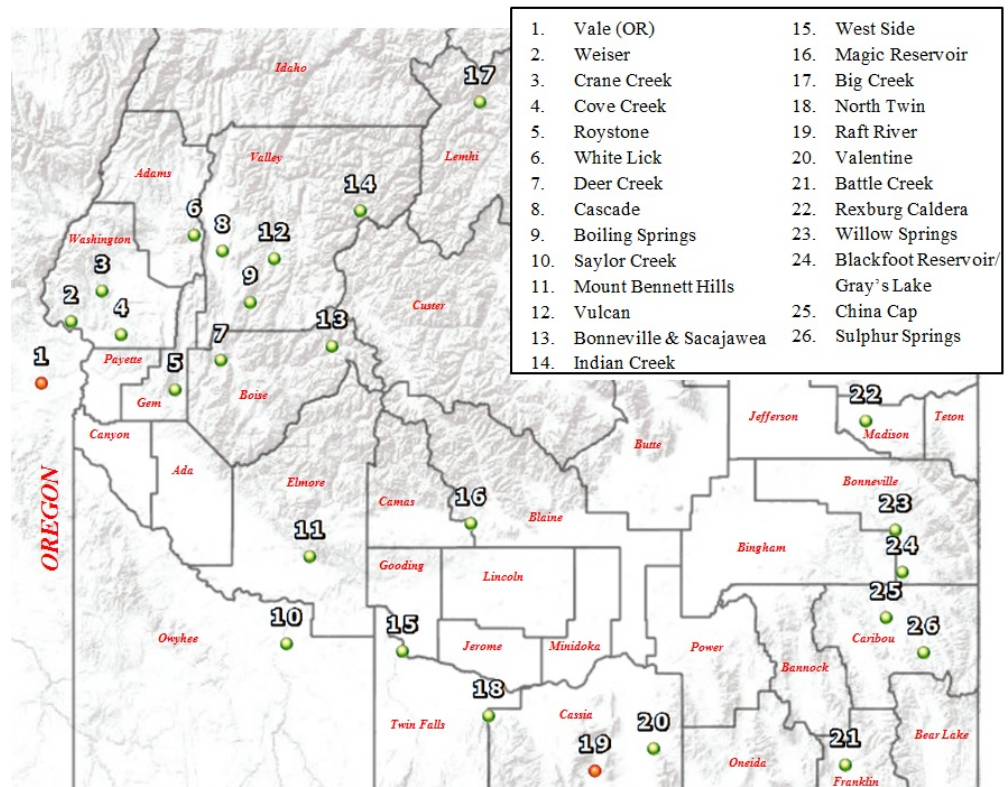 1. Vale (OR)
2. Weiser
3. Crane Creek
4. Cove Creek
5. Roystone
6. White Lick
7. Deer Creek
8. Cascade
9. Boiling Springs
10. Saylor Creek
11. Mount Bennett Hills
12. Vulcan
13. Bonneville & Sacajawea
14. Indian Creek
15. West Side
16. Magic Reservoir
17. Big Creek
18. North Twin
19. Raft River
20. Valentine
21. Battle Creek
22. Rexburg Caldera
23. Willow Springs
24. Blackfoot Reservoir/
Gray's Lake
25. China Cap
26. Sulphur Springs
Idaho
17
Valley
Lemhi
Adams
14
6
8
12
Washington
3
9
Custer
2
4
13
7
1
Payette
5
Gem
Boise
22
Jefferson
Teton
Canyon
Madison
Butte
Ada
Elmore
Bonneville
OREGON
Camas
16
Blaine
23
11
Bingham
24
Gooding
Lincoln
10
25
Owyhee
15
Jerome
Minidoka
Power
Caribou
26
Bannock
18
Cassia
Twin Falls
20
19
21
Bear Lake
Oneida
Franklin